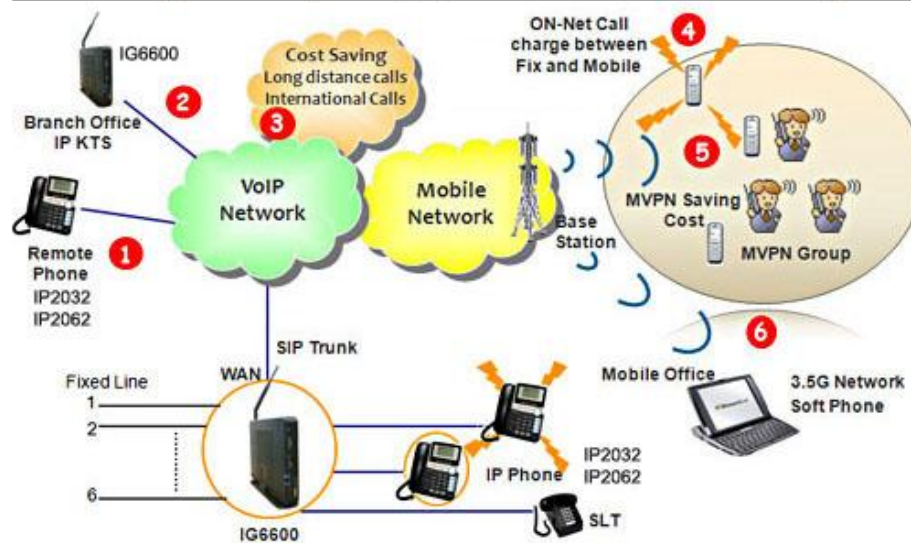 IG6600
Branch Office
IP KTS
2
Cost Saving
Long distance calls
International Calls
3
ON-Net Call
charge between
Fix and Mobile
4
5
MVPN Saving
Cost
MVPN Group
VoIP
Network
Mobile
Network
Base
Station
Remote
Phone
IP2032
IP2062
1
6
Mobile Office
3.5G Network
Soft Phone
SIP Trunk
WAN
Fixed Line
1
2
6
IG6600
IP Phone
IP2032
IP2062
SLT